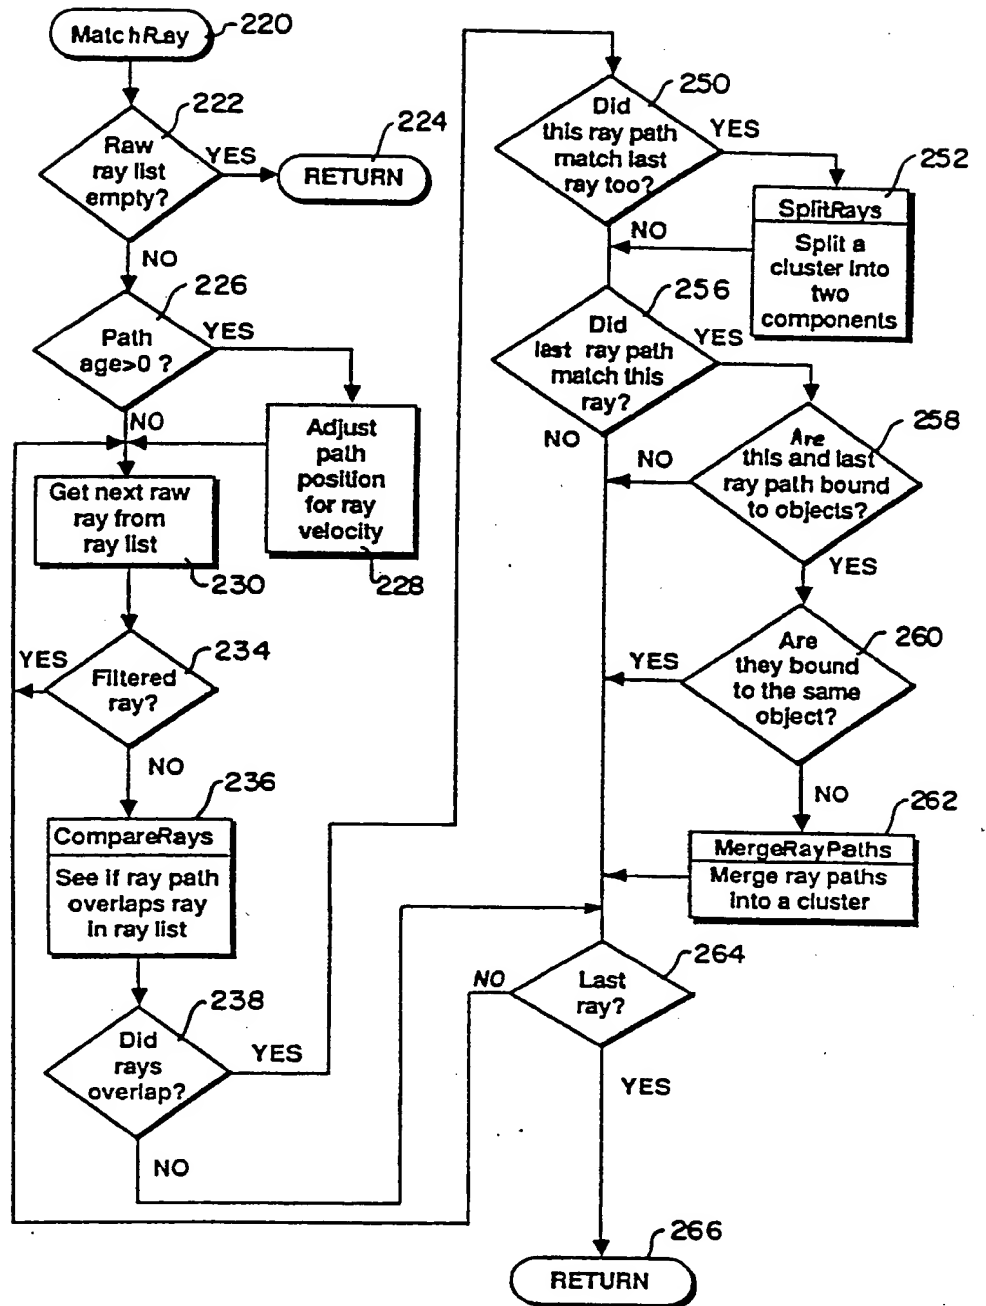 MatchRay
220
222
Raw
ray list
empty?
YES
224
RETURN
NO
226
Path
age>0 ?
YES
NO
Adjust
path
position
for ray
velocity
228
Get next raw
ray from
ray list
230
YES
234
Filtered
ray?
NO
236
CompareRays
See if ray path
overlaps ray
in ray list
238
Did
rays
overlap?
YES
NO
250
Did
this ray path
match last
ray too?
YES
252
SplitRays
Split a
cluster into
two
components
NO
256
Did
last ray path
match this
ray?
YES
NO
258
Are
this and last
ray path bound
to objects?
NO
YES
260
Are
they bound
to the same
object?
YES
NO
262
MergeRayPaths
Merge ray paths
into a cluster
264
Last
ray?
NO
YES
266
RETURN